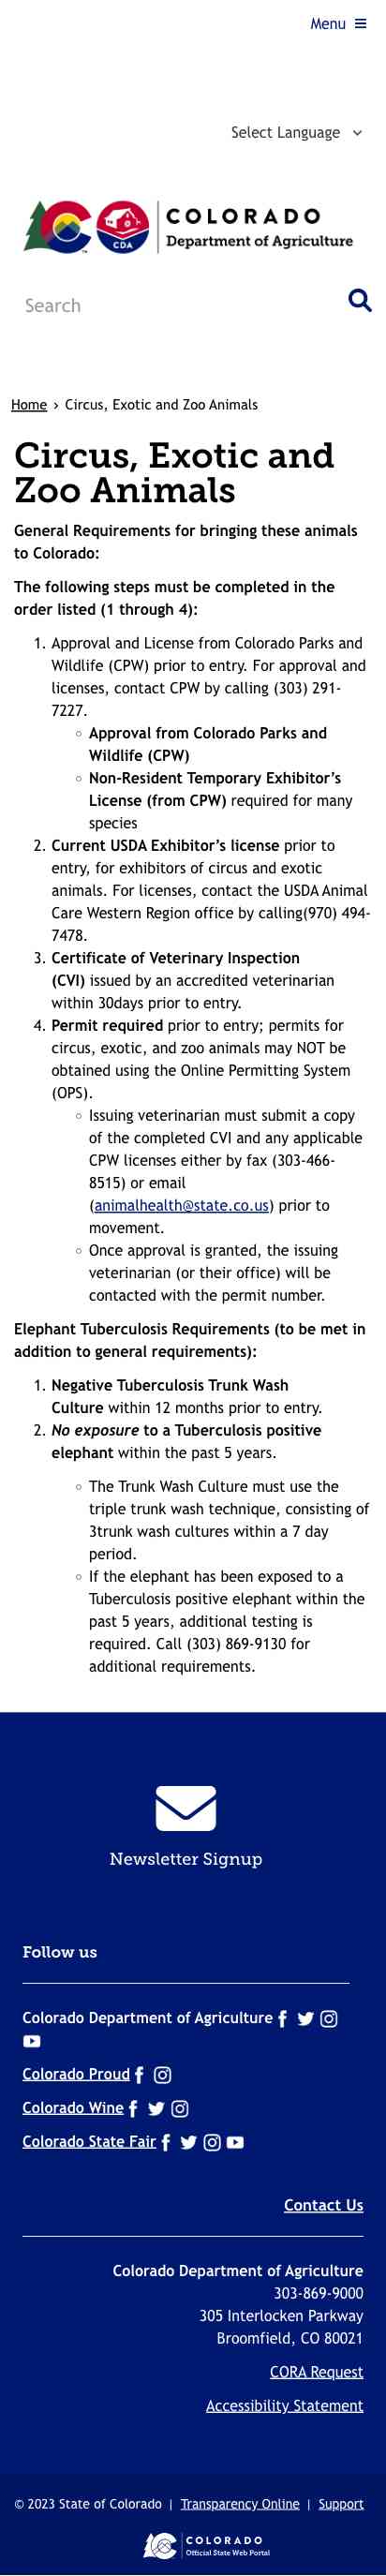 Menu
Select Language
CDA
COLORADO
Department of Agriculture
Search
Home › Circus, Exotic and Zoo Animals
Circus, Exotic and
Zoo Animals
General Requirements for bringing these animals
to Colorado:
The following steps must be completed in the
order listed (1 through 4):
1. Approval and License from Colorado Parks and
Wildlife (CPW) prior to entry. For approval and
licenses, contact CPW by calling (303) 291-
7227.
○ Approval from Colorado Parks and
Wildlife (CPW)
○ Non-Resident Temporary Exhibitor’s
License (from CPW) required for many
species
2. Current USDA Exhibitor’s license prior to
entry, for exhibitors of circus and exotic
animals. For licenses, contact the USDA Animal
Care Western Region office by calling(970) 494-
7478.
3. Certificate of Veterinary Inspection
(CVI) issued by an accredited veterinarian
within 30days prior to entry.
4. Permit required prior to entry; permits for
circus, exotic, and zoo animals may NOT be
obtained using the Online Permitting System
(OPS).
○ Issuing veterinarian must submit a copy
of the completed CVI and any applicable
CPW licenses either by fax (303-466-
8515) or email
(animalhealth@state.co.us) prior to
movement.
○ Once approval is granted, the issuing
veterinarian (or their office) will be
contacted with the permit number.
Elephant Tuberculosis Requirements (to be met in
addition to general requirements):
1. Negative Tuberculosis Trunk Wash
Culture within 12 months prior to entry.
2. No exposure to a Tuberculosis positive
elephant within the past 5 years.
○ The Trunk Wash Culture must use the
triple trunk wash technique, consisting of
3trunk wash cultures within a 7 day
period.
○ If the elephant has been exposed to a
Tuberculosis positive elephant within the
past 5 years, additional testing is
required. Call (303) 869-9130 for
additional requirements.
Newsletter Signup
Follow us
Colorado Department of Agriculture
Colorado Proud
Colorado Wine
Colorado State Fair
Contact Us
Colorado Department of Agriculture
303-869-9000
305 Interlocken Parkway
Broomfield, CO 80021
CORA Request
Accessibility Statement
© 2023 State of Colorado | Transparency Online | Support
COLORADO
Official State Web Portal